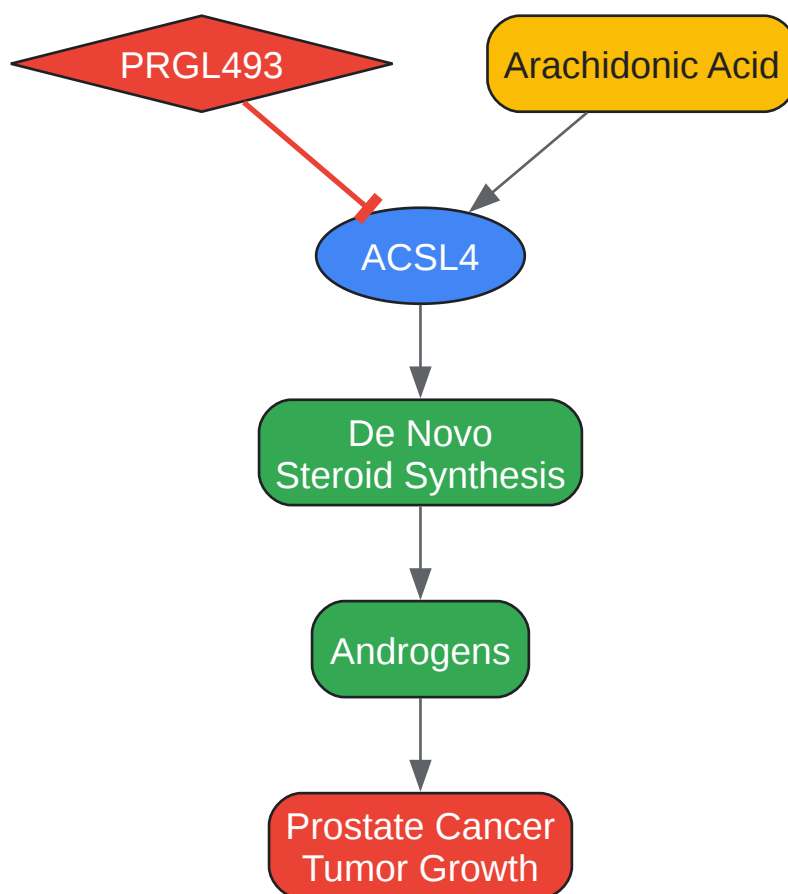 PRGL493
Arachidonic Acid
ACSL4
De Novo
Steroid Synthesis
Androgens
Prostate Cancer
Tumor Growth